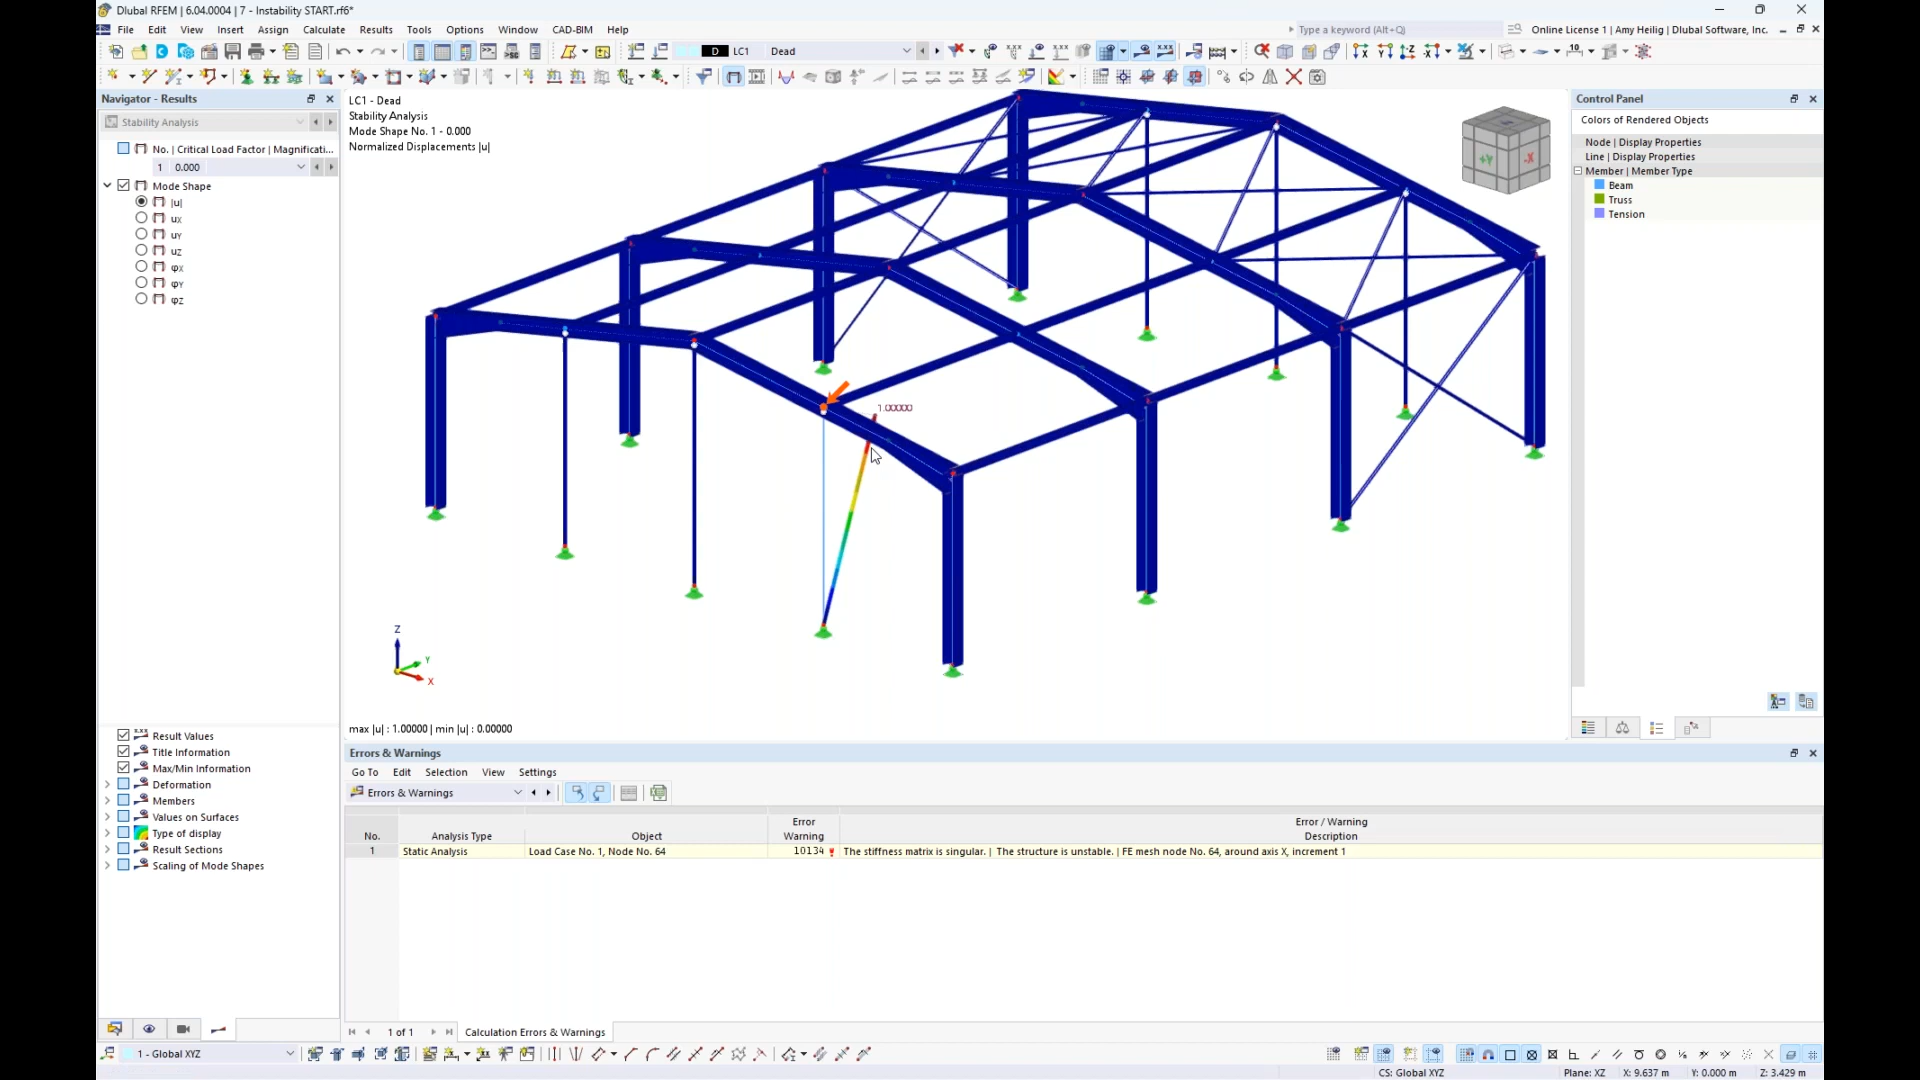 Dlubal RFEM | 6.04.0004 | 7 - Instability START.rf6*
File Edit View Insert Assign Calculate Results Tools Options Window CAD-BIM Help
Type a keyword (Alt+Q)
Online License 1 | Amy Heilig | Dlubal Software, Inc.
D LC1 Dead
Navigator - Results
Stability Analysis
No. | Critical Load Factor | Magnificati...
1 0.000
Mode Shape
|u|
uX
uY
uZ
φX
φY
φZ
Result Values
Title Information
Max/Min Information
Deformation
Members
Values on Surfaces
Type of display
Result Sections
Scaling of Mode Shapes
LC1 - Dead
Stability Analysis
Mode Shape No. 1 - 0.000
Normalized Displacements |u|
1.00000
+Y -X
Z
Y
X
max |u| : 1.00000 | min |u| : 0.00000
Control Panel
Colors of Rendered Objects
Node | Display Properties
Line | Display Properties
Member | Member Type
Beam
Truss
Tension
Errors & Warnings
Go To Edit Selection View Settings
Errors & Warnings
No. Analysis Type Object Error Warning Error / Warning Description
1 Static Analysis Load Case No. 1, Node No. 64 10134 The stiffness matrix is singular. | The structure is unstable. | FE mesh node No. 64, around axis X, increment 1
1 of 1 Calculation Errors & Warnings
1 - Global XYZ
CS: Global XYZ Plane: XZ X: 9.637 m Y: 0.000 m Z: 3.429 m